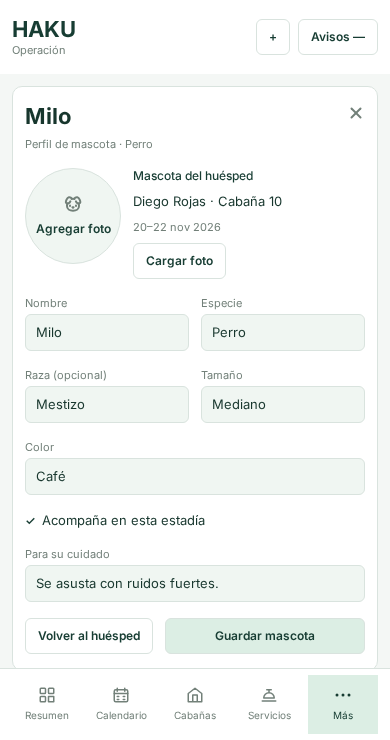 HAKU
Operación
+
Avisos —
Milo
Perfil de mascota · Perro
Agregar foto
Mascota del huésped
Diego Rojas · Cabaña 10
20–22 nov 2026
Cargar foto
Nombre
Especie
Milo
Perro
Raza (opcional)
Tamaño
Mestizo
Mediano
Color
Café
✓ Acompaña en esta estadía
Para su cuidado
Se asusta con ruidos fuertes.
Volver al huésped
Guardar mascota
Resumen
Calendario
Cabañas
Servicios
Más